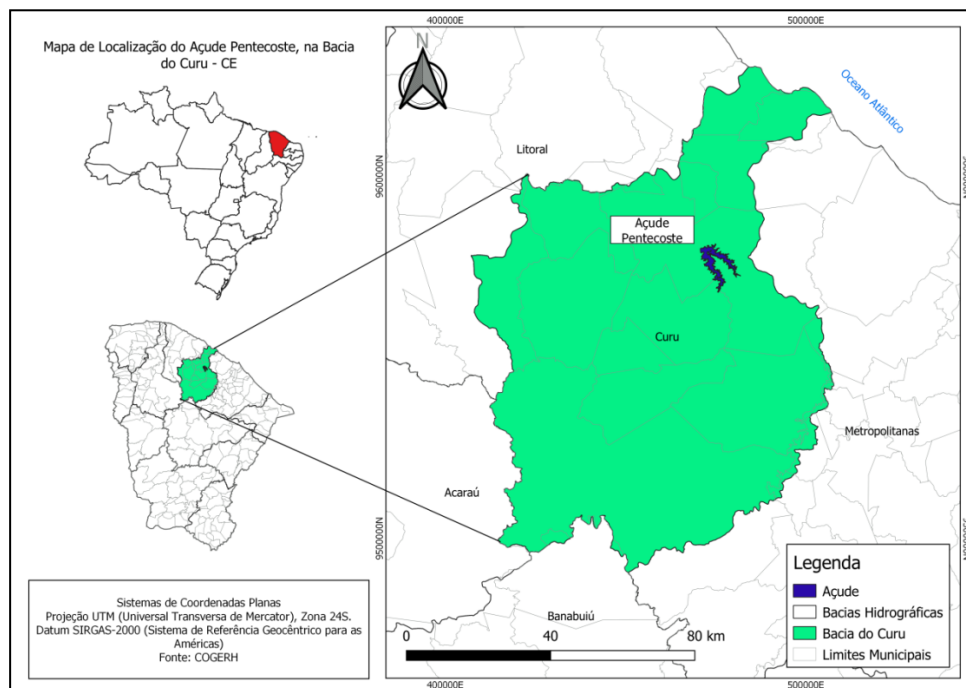 Mapa de Localização do Açude Pentecoste, na Bacia
do Curu - CE
400000E
500000E
N
Oceano Atlântico
Litoral
9600000N
9600000N
Açude
Pentecoste
Curu
Metropolitanas
Acaraú
9500000N
9500000N
Banabuiú
Legenda
Açude
Bacias Hidrográficas
Bacia do Curu
Limites Municipais
0 40 80 km
400000E
500000E
Sistemas de Coordenadas Planas
Projeção UTM (Universal Transversa de Mercator), Zona 24S.
Datum SIRGAS-2000 (Sistema de Referência Geocêntrico para as
Américas)
Fonte: COGERH